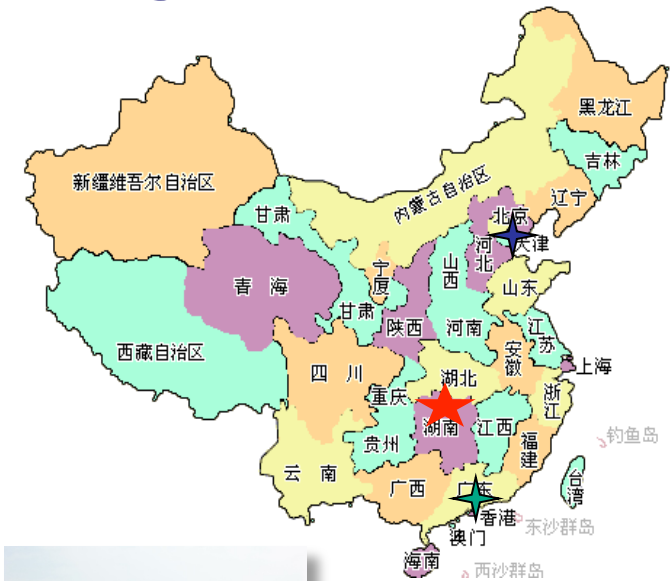 黑龙江
吉林
辽宁
内蒙古自治区
新疆维吾尔自治区
甘肃
北京
天津
河北
山西
宁夏
青 海
山东
甘肃
陕西
河南
江苏
西藏自治区
安徽
上海
四 川
湖北
重庆
浙江
湖南
江西
贵州
福建
钓鱼岛
云 南
广西
广东
台湾
香港
东沙群岛
澳门
海南
西沙群岛